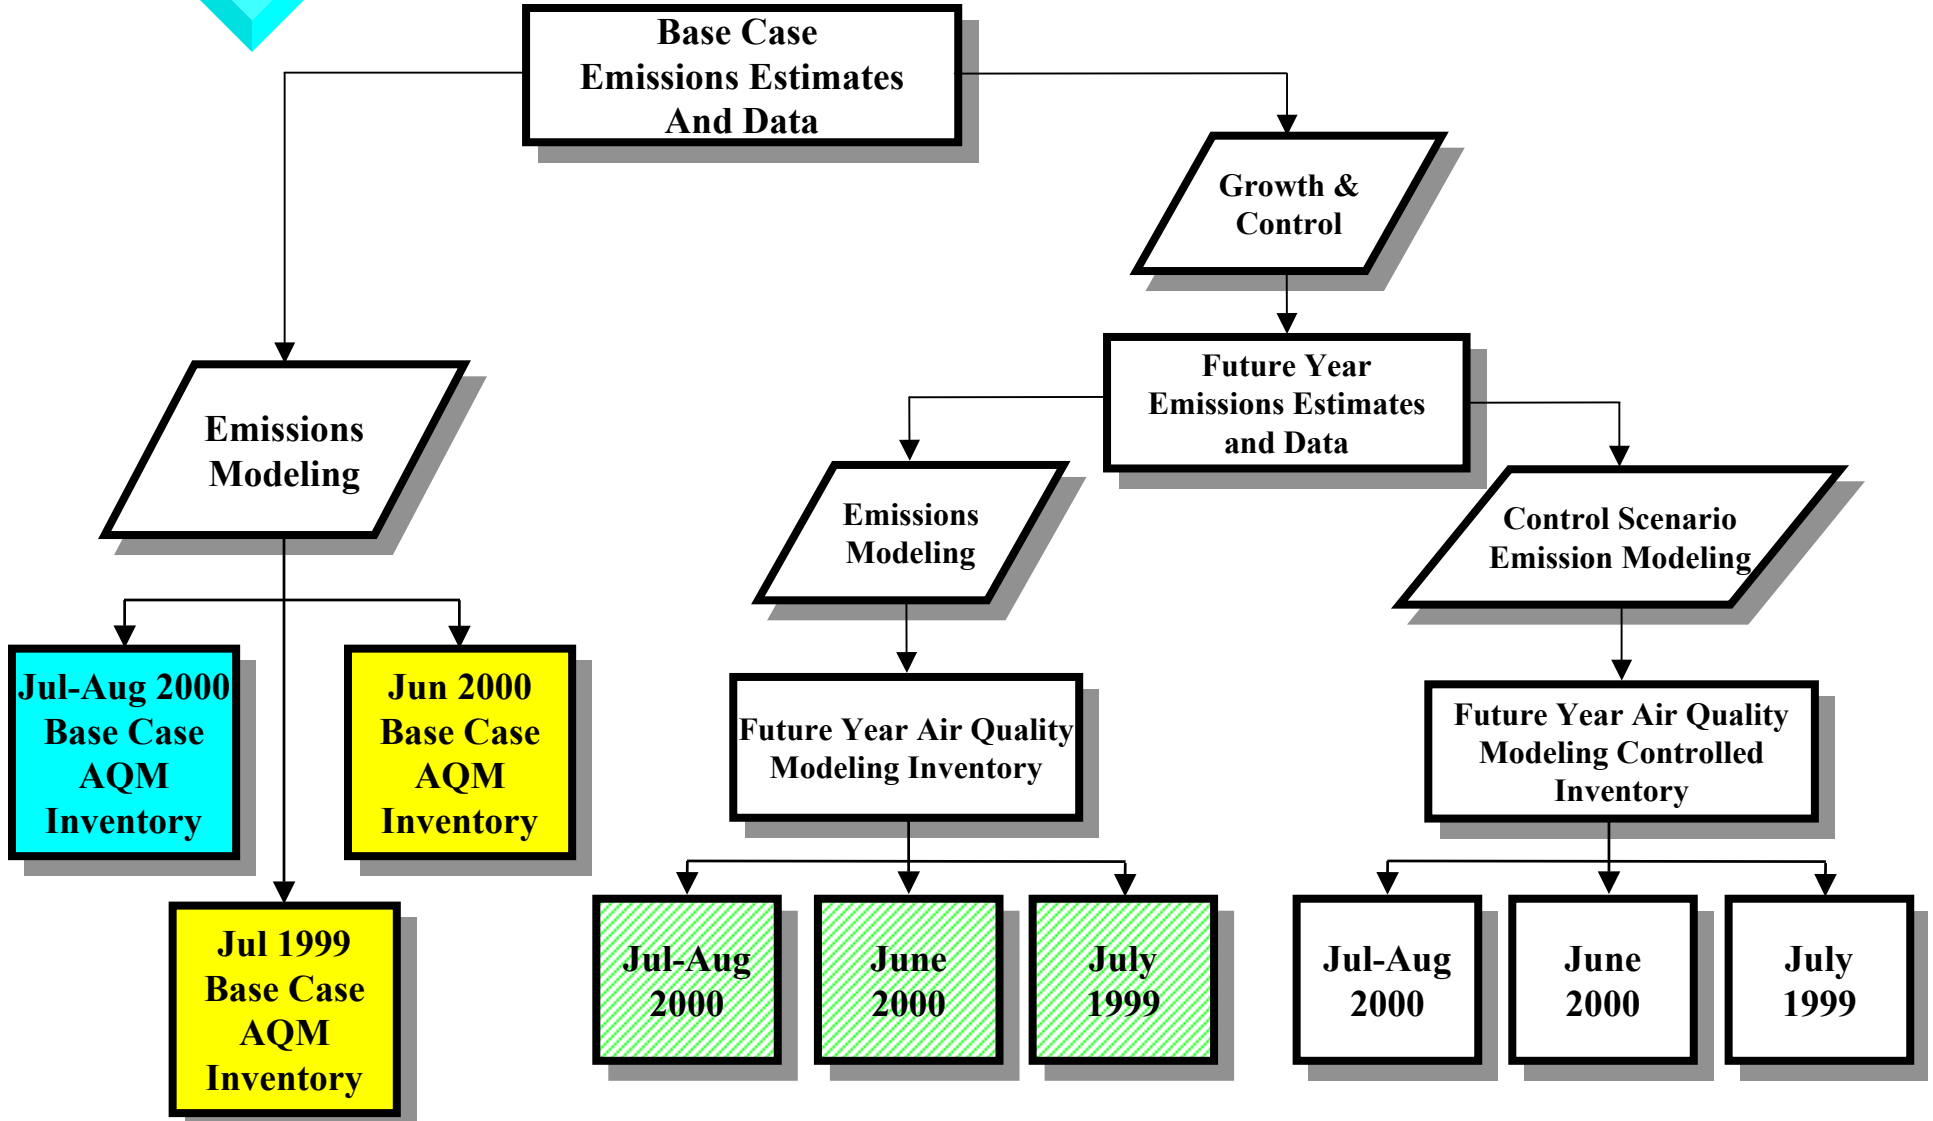 Base Case
Emissions Estimates
And Data
Growth &
Control
Future Year
Emissions Estimates
and Data
Emissions
Modeling
Emissions
Modeling
Control Scenario
Emission Modeling
Jul-Aug 2000
Base Case
AQM
Inventory
Jun 2000
Base Case
AQM
Inventory
Future Year Air Quality
Modeling Inventory
Future Year Air Quality
Modeling Controlled
Inventory
Jul 1999
Base Case
AQM
Inventory
Jul-Aug
2000
June
2000
July
1999
Jul-Aug
2000
June
2000
July
1999